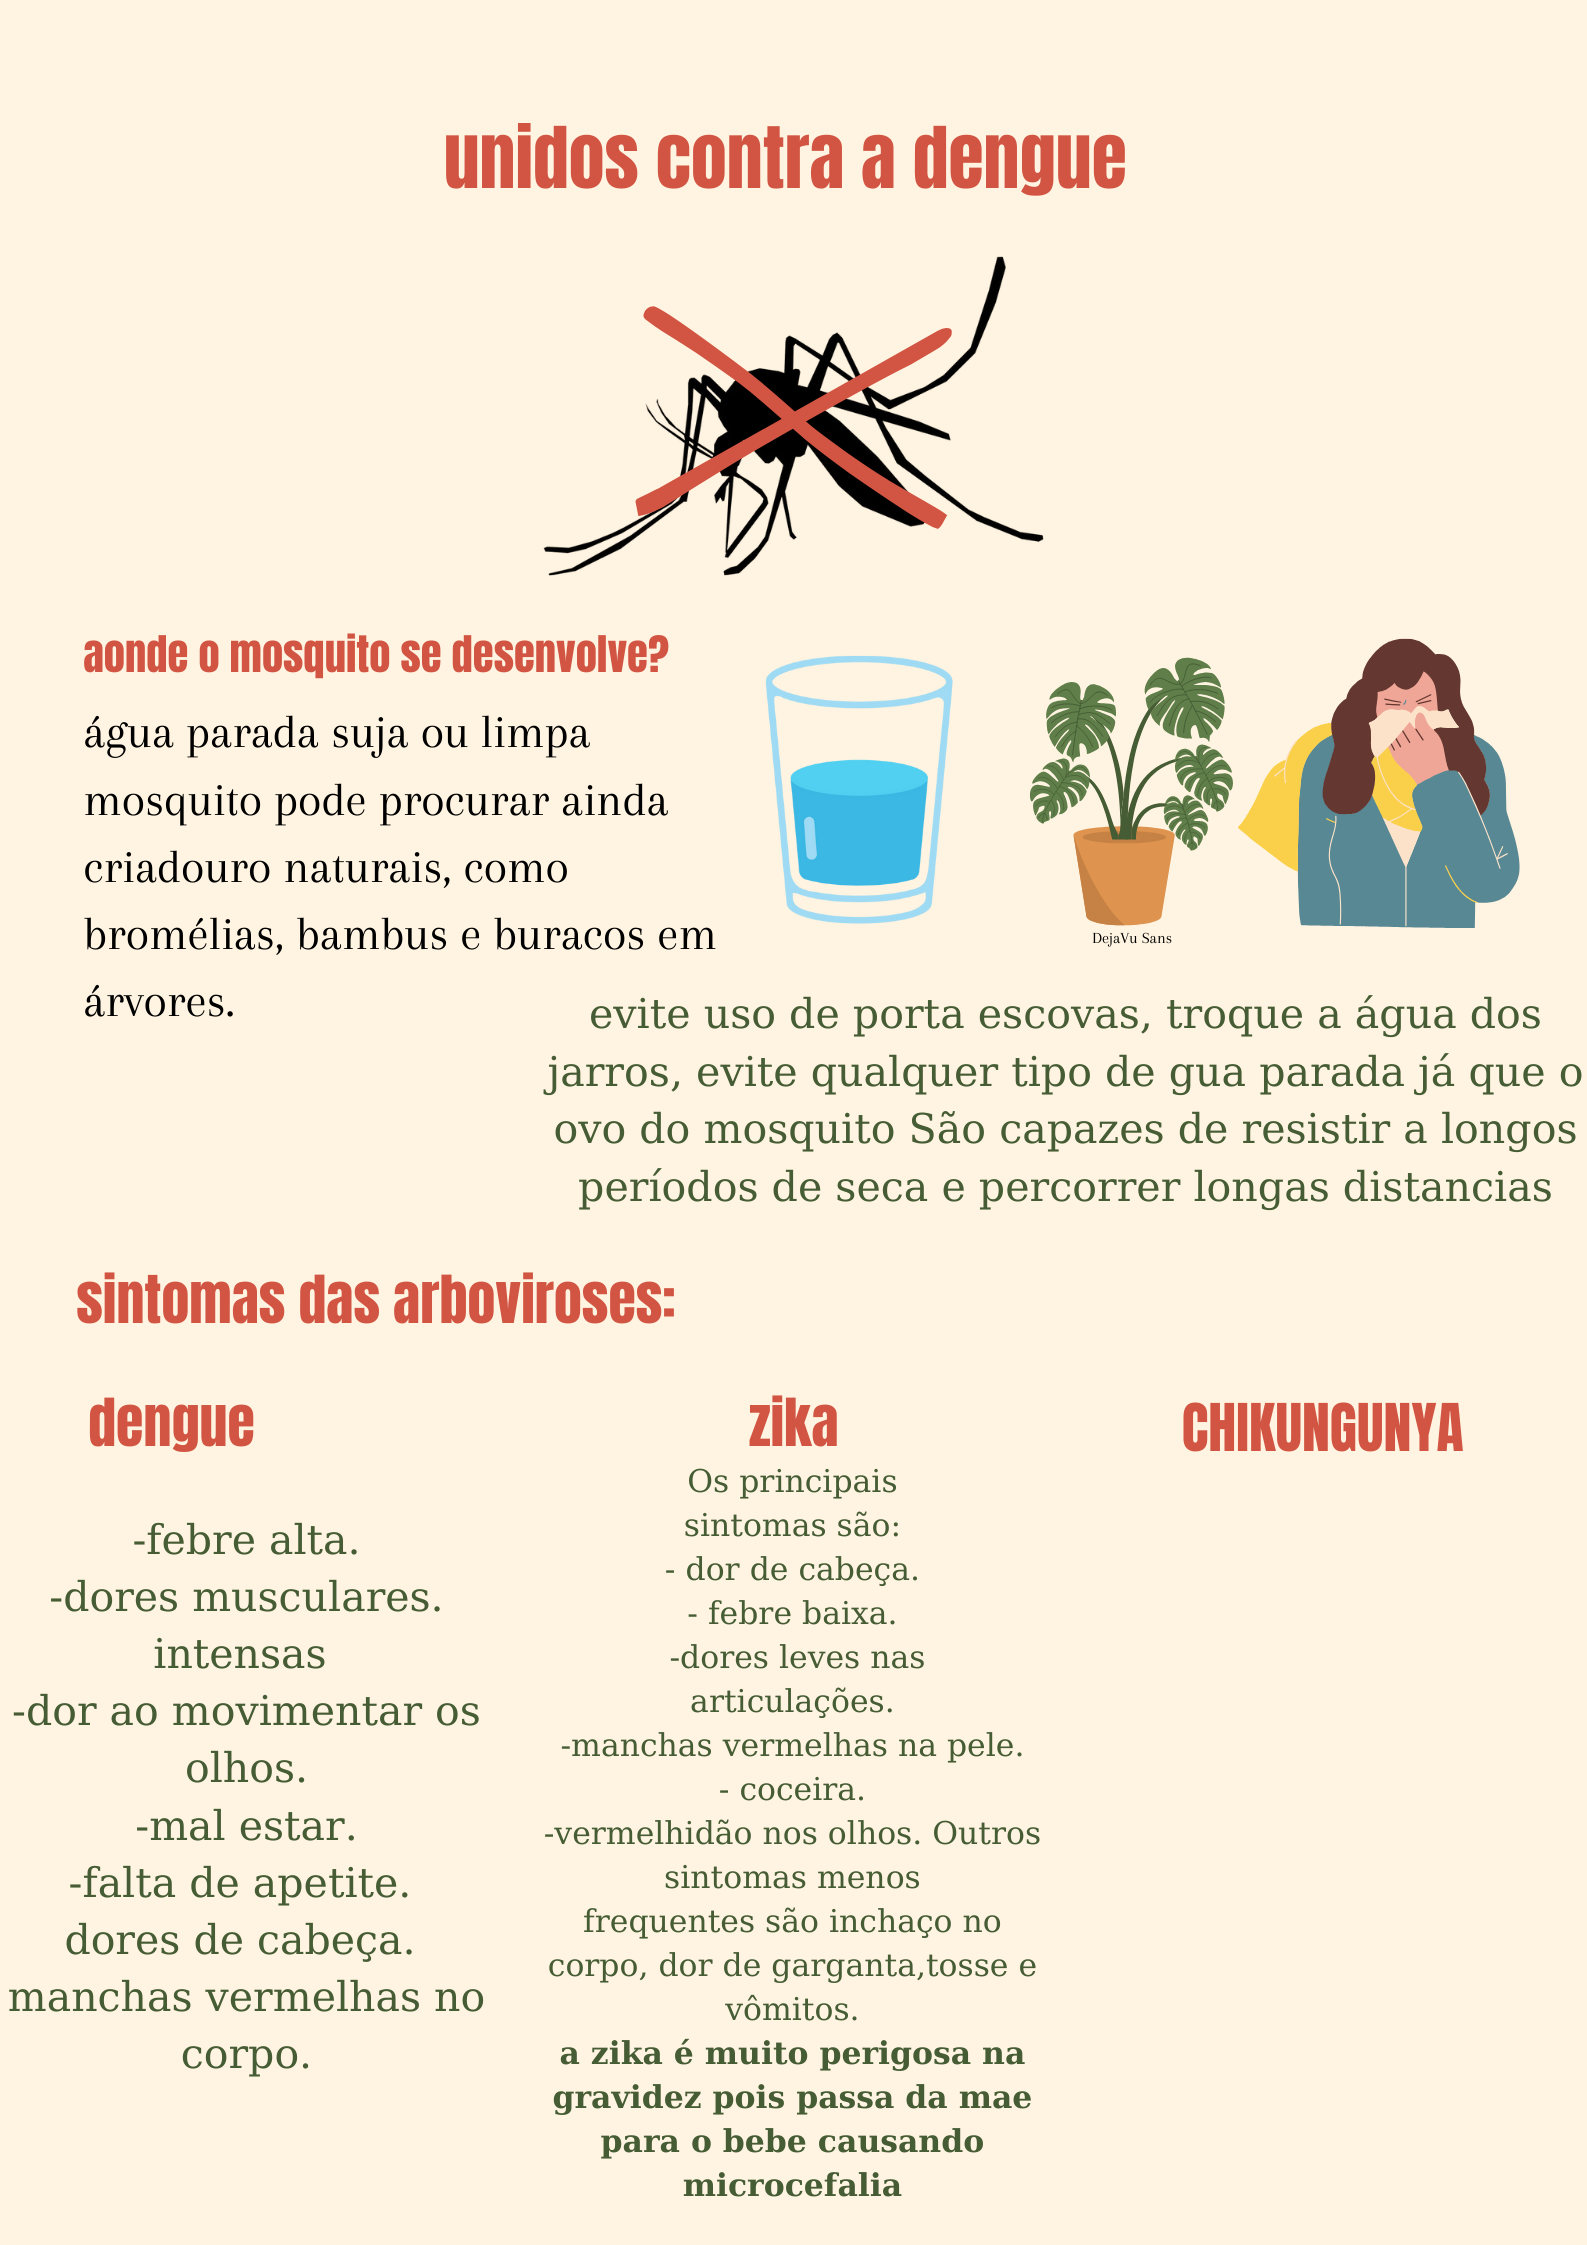 unidos contra a dengue
aonde o mosquito se desenvolve?
água parada suja ou limpa
mosquito pode procurar ainda
criadouro naturais, como
bromélias, bambus e buracos em
árvores.
DejaVu Sans
evite uso de porta escovas, troque a água dos
jarros, evite qualquer tipo de gua parada já que o
ovo do mosquito São capazes de resistir a longos
períodos de seca e percorrer longas distancias
sintomas das arboviroses:
dengue
-febre alta.
-dores musculares.
intensas
-dor ao movimentar os
olhos.
-mal estar.
-falta de apetite.
dores de cabeça.
manchas vermelhas no
corpo.
zika
Os principais
sintomas são:
- dor de cabeça.
- febre baixa.
-dores leves nas
articulações.
-manchas vermelhas na pele.
- coceira.
-vermelhidão nos olhos. Outros
sintomas menos
frequentes são inchaço no
corpo, dor de garganta,tosse e
vômitos.
a zika é muito perigosa na
gravidez pois passa da mae
para o bebe causando
microcefalia
CHIKUNGUNYA